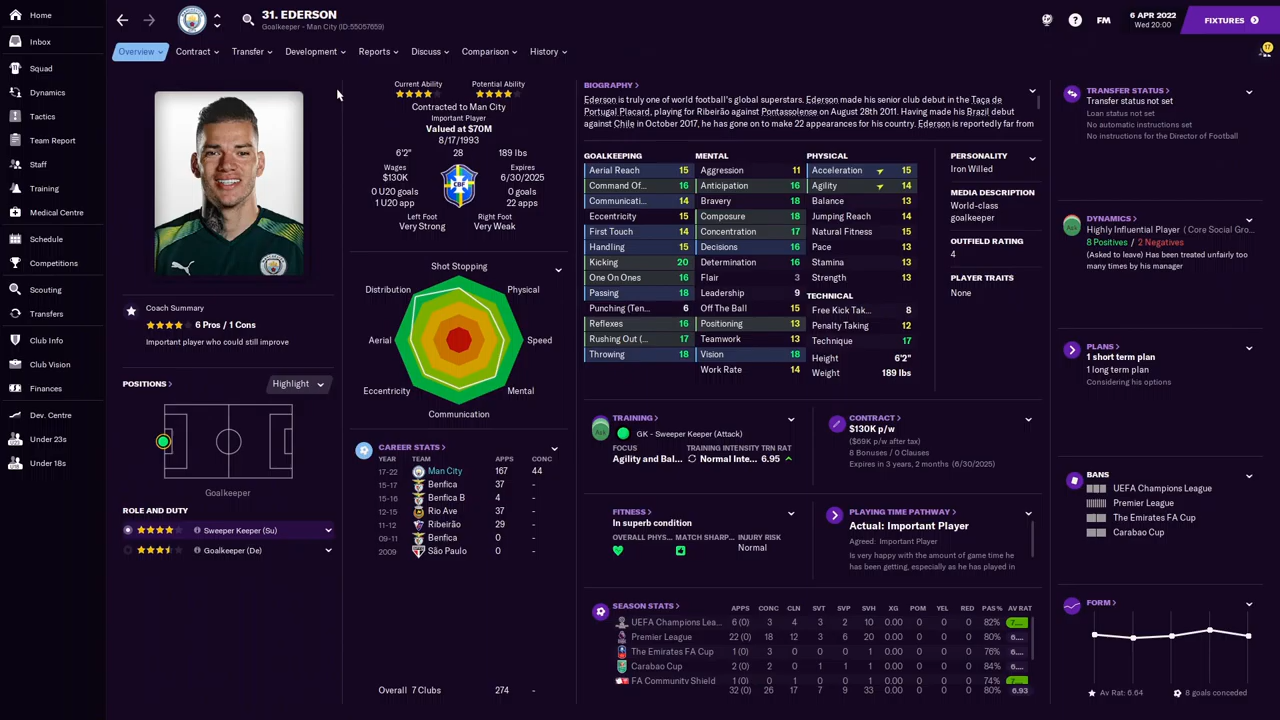 Home
Inbox
Squad
Dynamics
Tactics
Team Report
Staff
Training
Medical Centre
Schedule
Competitions
Scouting
Transfers
Club Info
Club Vision
Finances
Dev. Centre
Under 23s
Under 18s
31. EDERSON
Goalkeeper - Man City (ID:55057659)
FM
6 APR 2022
Wed 20:00
FIXTURES
17
Overview
Contract
Transfer
Development
Reports
Discuss
Comparison
History
Coach Summary
6 Pros / 1 Cons
Important player who could still improve
POSITIONS
Highlight
Goalkeeper
ROLE AND DUTY
Sweeper Keeper (Su)
Goalkeeper (De)
Current Ability
Potential Ability
Contracted to Man City
Important Player
Valued at $70M
8/17/1993
6'2" 28 189 lbs
Wages Expires
$130K 6/30/2025
0 U20 goals 0 goals
1 U20 app 22 apps
CBF
Left Foot Right Foot
Very Strong Very Weak
Shot Stopping
Physical
Speed
Mental
Communication
Eccentricity
Aerial
Distribution
CAREER STATS
YEAR TEAM APPS CONC
17-22 Man City 167 44
15-17 Benfica 37 -
15-16 Benfica B 4 -
12-15 Rio Ave 37 -
11-12 Ribeirão 29 -
09-11 Benfica 0 -
2009 São Paulo 0 -
Overall 7 Clubs 274 -
BIOGRAPHY
Ederson is truly one of world football's global superstars. Ederson made his senior club debut in the Taça de
Portugal Placard, playing for Ribeirão against Pontassolense on August 28th 2011. Having made his Brazil debut
against Chile in October 2017, he has gone on to make 22 appearances for his country. Ederson is reportedly far from
GOALKEEPING
Aerial Reach 15
Command Of... 16
Communicati... 14
Eccentricity 15
First Touch 14
Handling 15
Kicking 20
One On Ones 16
Passing 18
Punching (Ten... 6
Reflexes 16
Rushing Out (... 17
Throwing 18
MENTAL
Aggression 11
Anticipation 16
Bravery 18
Composure 18
Concentration 17
Decisions 16
Determination 16
Flair 3
Leadership 9
Off The Ball 15
Positioning 13
Teamwork 13
Vision 18
Work Rate 14
PHYSICAL
Acceleration 15
Agility 14
Balance 13
Jumping Reach 14
Natural Fitness 15
Pace 13
Stamina 13
Strength 13
TECHNICAL
Free Kick Tak... 8
Penalty Taking 12
Technique 17
Height 6'2"
Weight 189 lbs
PERSONALITY
Iron Willed
MEDIA DESCRIPTION
World-class
goalkeeper
OUTFIELD RATING
4
PLAYER TRAITS
None
TRAINING
GK - Sweeper Keeper (Attack)
FOCUS TRAINING INTENSITY TRN RAT
Agility and Bal... Normal Inte... 6.95
CONTRACT
$130K p/w
($69K p/w after tax)
8 Bonuses / 0 Clauses
Expires in 3 years, 2 months (6/30/2025)
FITNESS
In superb condition
OVERALL PHYS... MATCH SHARP... INJURY RISK
Normal
PLAYING TIME PATHWAY
Actual: Important Player
Agreed: Important Player
Is very happy with the amount of game time he
has been getting, especially as he has played in
SEASON STATS APPS CONC CLN SVT SVP SVH XG POM YEL RED PAS% AV RAT
UEFA Champions Lea... 6 (0) 3 4 3 2 10 0.00 0 0 0 82% 7....
Premier League 22 (0) 18 12 3 6 20 0.00 0 0 0 80% 6....
The Emirates FA Cup 1 (0) 3 0 0 0 1 0.00 0 0 0 76% 6....
Carabao Cup 2 (0) 2 0 1 1 1 0.00 0 0 0 84% 6....
FA Community Shield 1 (0) 0 1 0 0 1 0.00 0 0 0 74% 7....
32 (0) 26 17 7 9 33 0.00 0 0 0 80% 6.93
TRANSFER STATUS
Transfer status not set
Loan status not set
No automatic instructions set
No instructions for the Director of Football
DYNAMICS
Highly Influential Player ( Core Social Gro...
8 Positives / 2 Negatives
(Asked to leave) Has been treated unfairly too
many times by his manager
PLANS
1 short term plan
1 long term plan
Considering his options
BANS
UEFA Champions League
Premier League
The Emirates FA Cup
Carabao Cup
FORM
Av Rat: 6.64
8 goals conceded